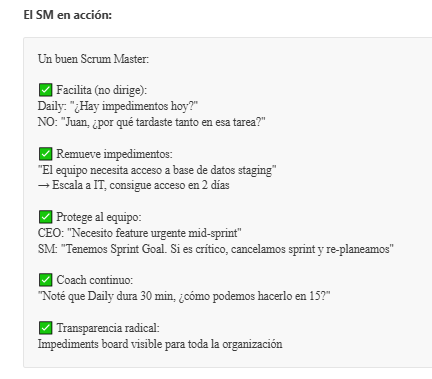 El SM en acción:
Un buen Scrum Master:
✅ Facilita (no dirige):
Daily: "¿Hay impedimentos hoy?"
NO: "Juan, ¿por qué tardaste tanto en esa tarea?"
✅ Remueve impedimentos:
"El equipo necesita acceso a base de datos staging"
→ Escala a IT, consigue acceso en 2 días
✅ Protege al equipo:
CEO: "Necesito feature urgente mid-sprint"
SM: "Tenemos Sprint Goal. Si es crítico, cancelamos sprint y re-planeamos"
✅ Coach continuo:
"Noté que Daily dura 30 min, ¿cómo podemos hacerlo en 15?"
✅ Transparencia radical:
Impediments board visible para toda la organización